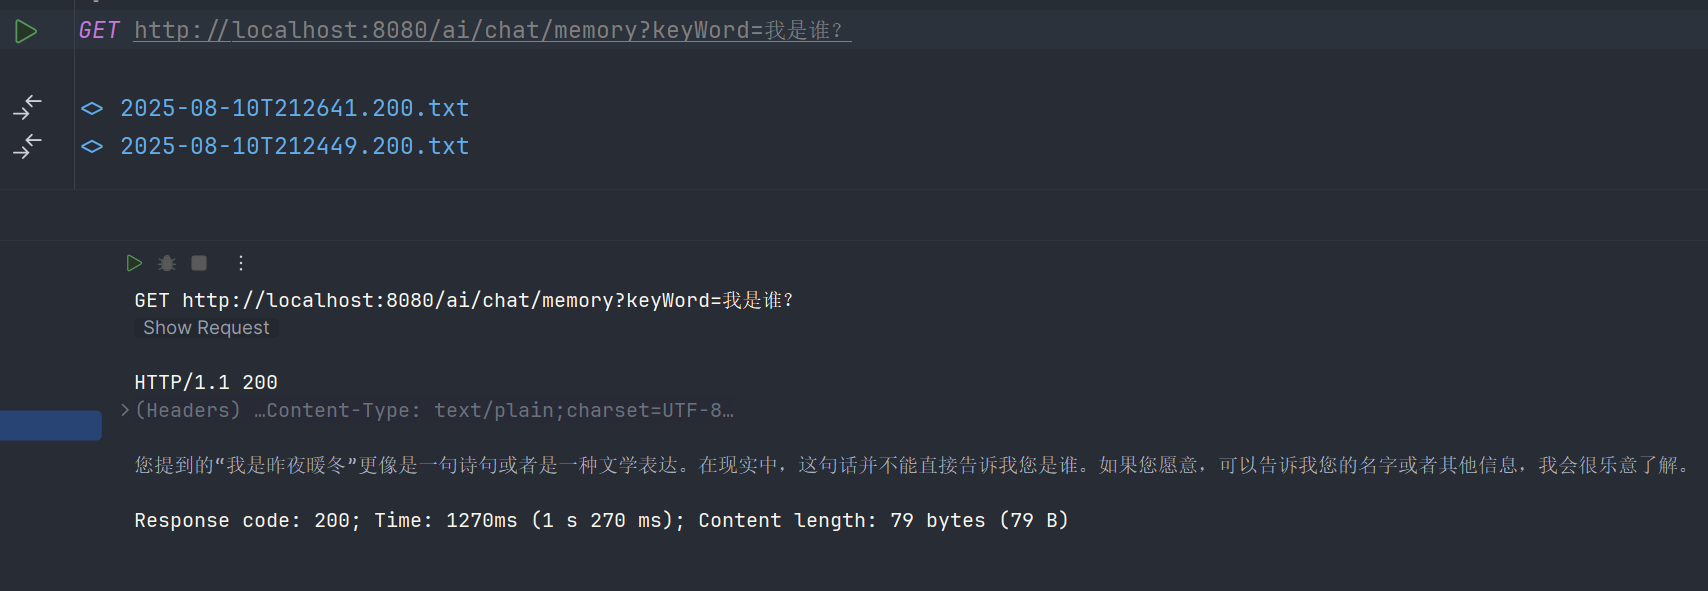 GET http://localhost:8080/ai/chat/memory?keyWord=我是谁?
<> 2025-08-10T212641.200.txt
<> 2025-08-10T212449.200.txt
GET http://localhost:8080/ai/chat/memory?keyWord=我是谁?
Show Request
HTTP/1.1 200
(Headers) …Content-Type: text/plain;charset=UTF-8…
您提到的“我是昨夜暖冬”更像是一句诗句或者是一种文学表达。在现实中，这句话并不能直接告诉我您是谁。如果您愿意，可以告诉我您的名字或者其他信息，我会很乐意了解。
Response code: 200; Time: 1270ms (1 s 270 ms); Content length: 79 bytes (79 B)